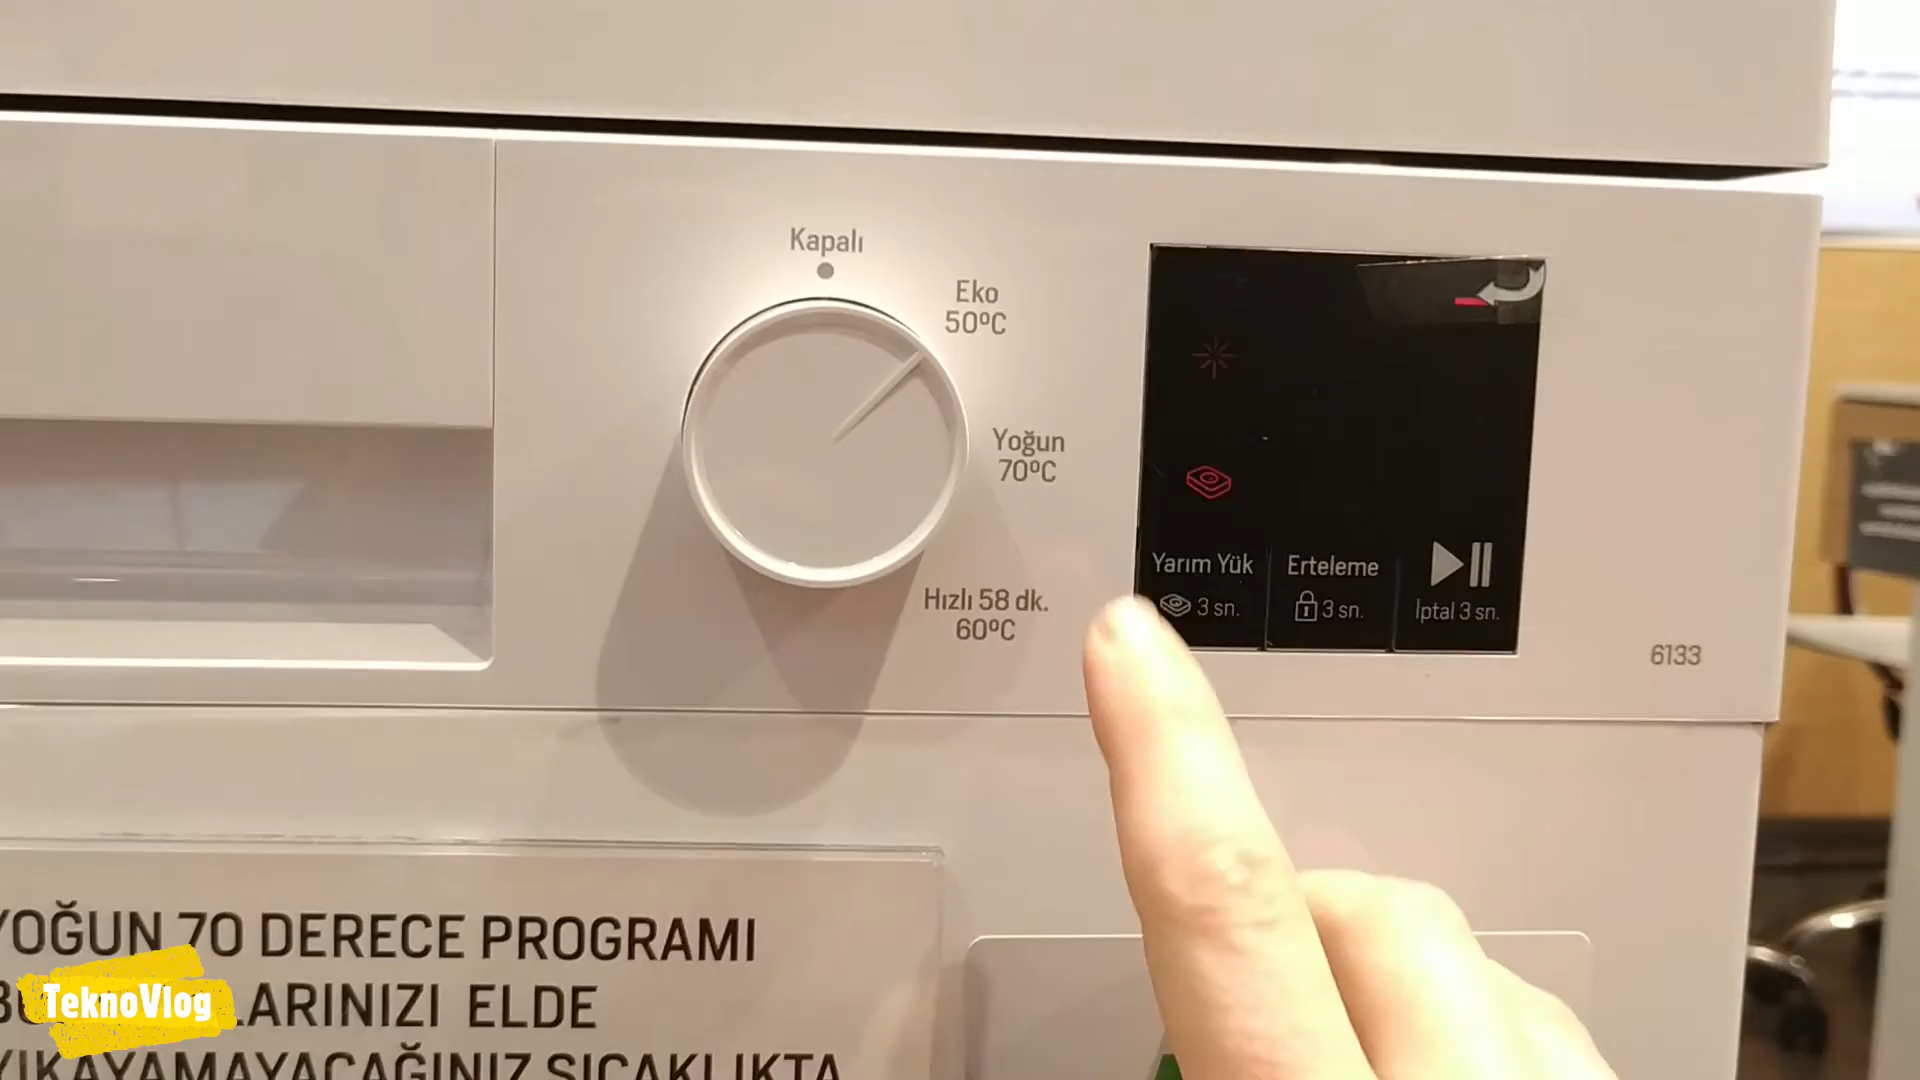 Kapalı
Eko
50ºC
Yoğun
70ºC
Hızlı 58 dk.
60ºC
Yarım Yük
3 sn.
Erteleme
3 sn.
İptal 3 sn.
6133
YOĞUN 70 DERECE PROGRAMI
ELDE
YIKAYAMAYACAĞINIZ SICAKLIKTA
TeknoVlog